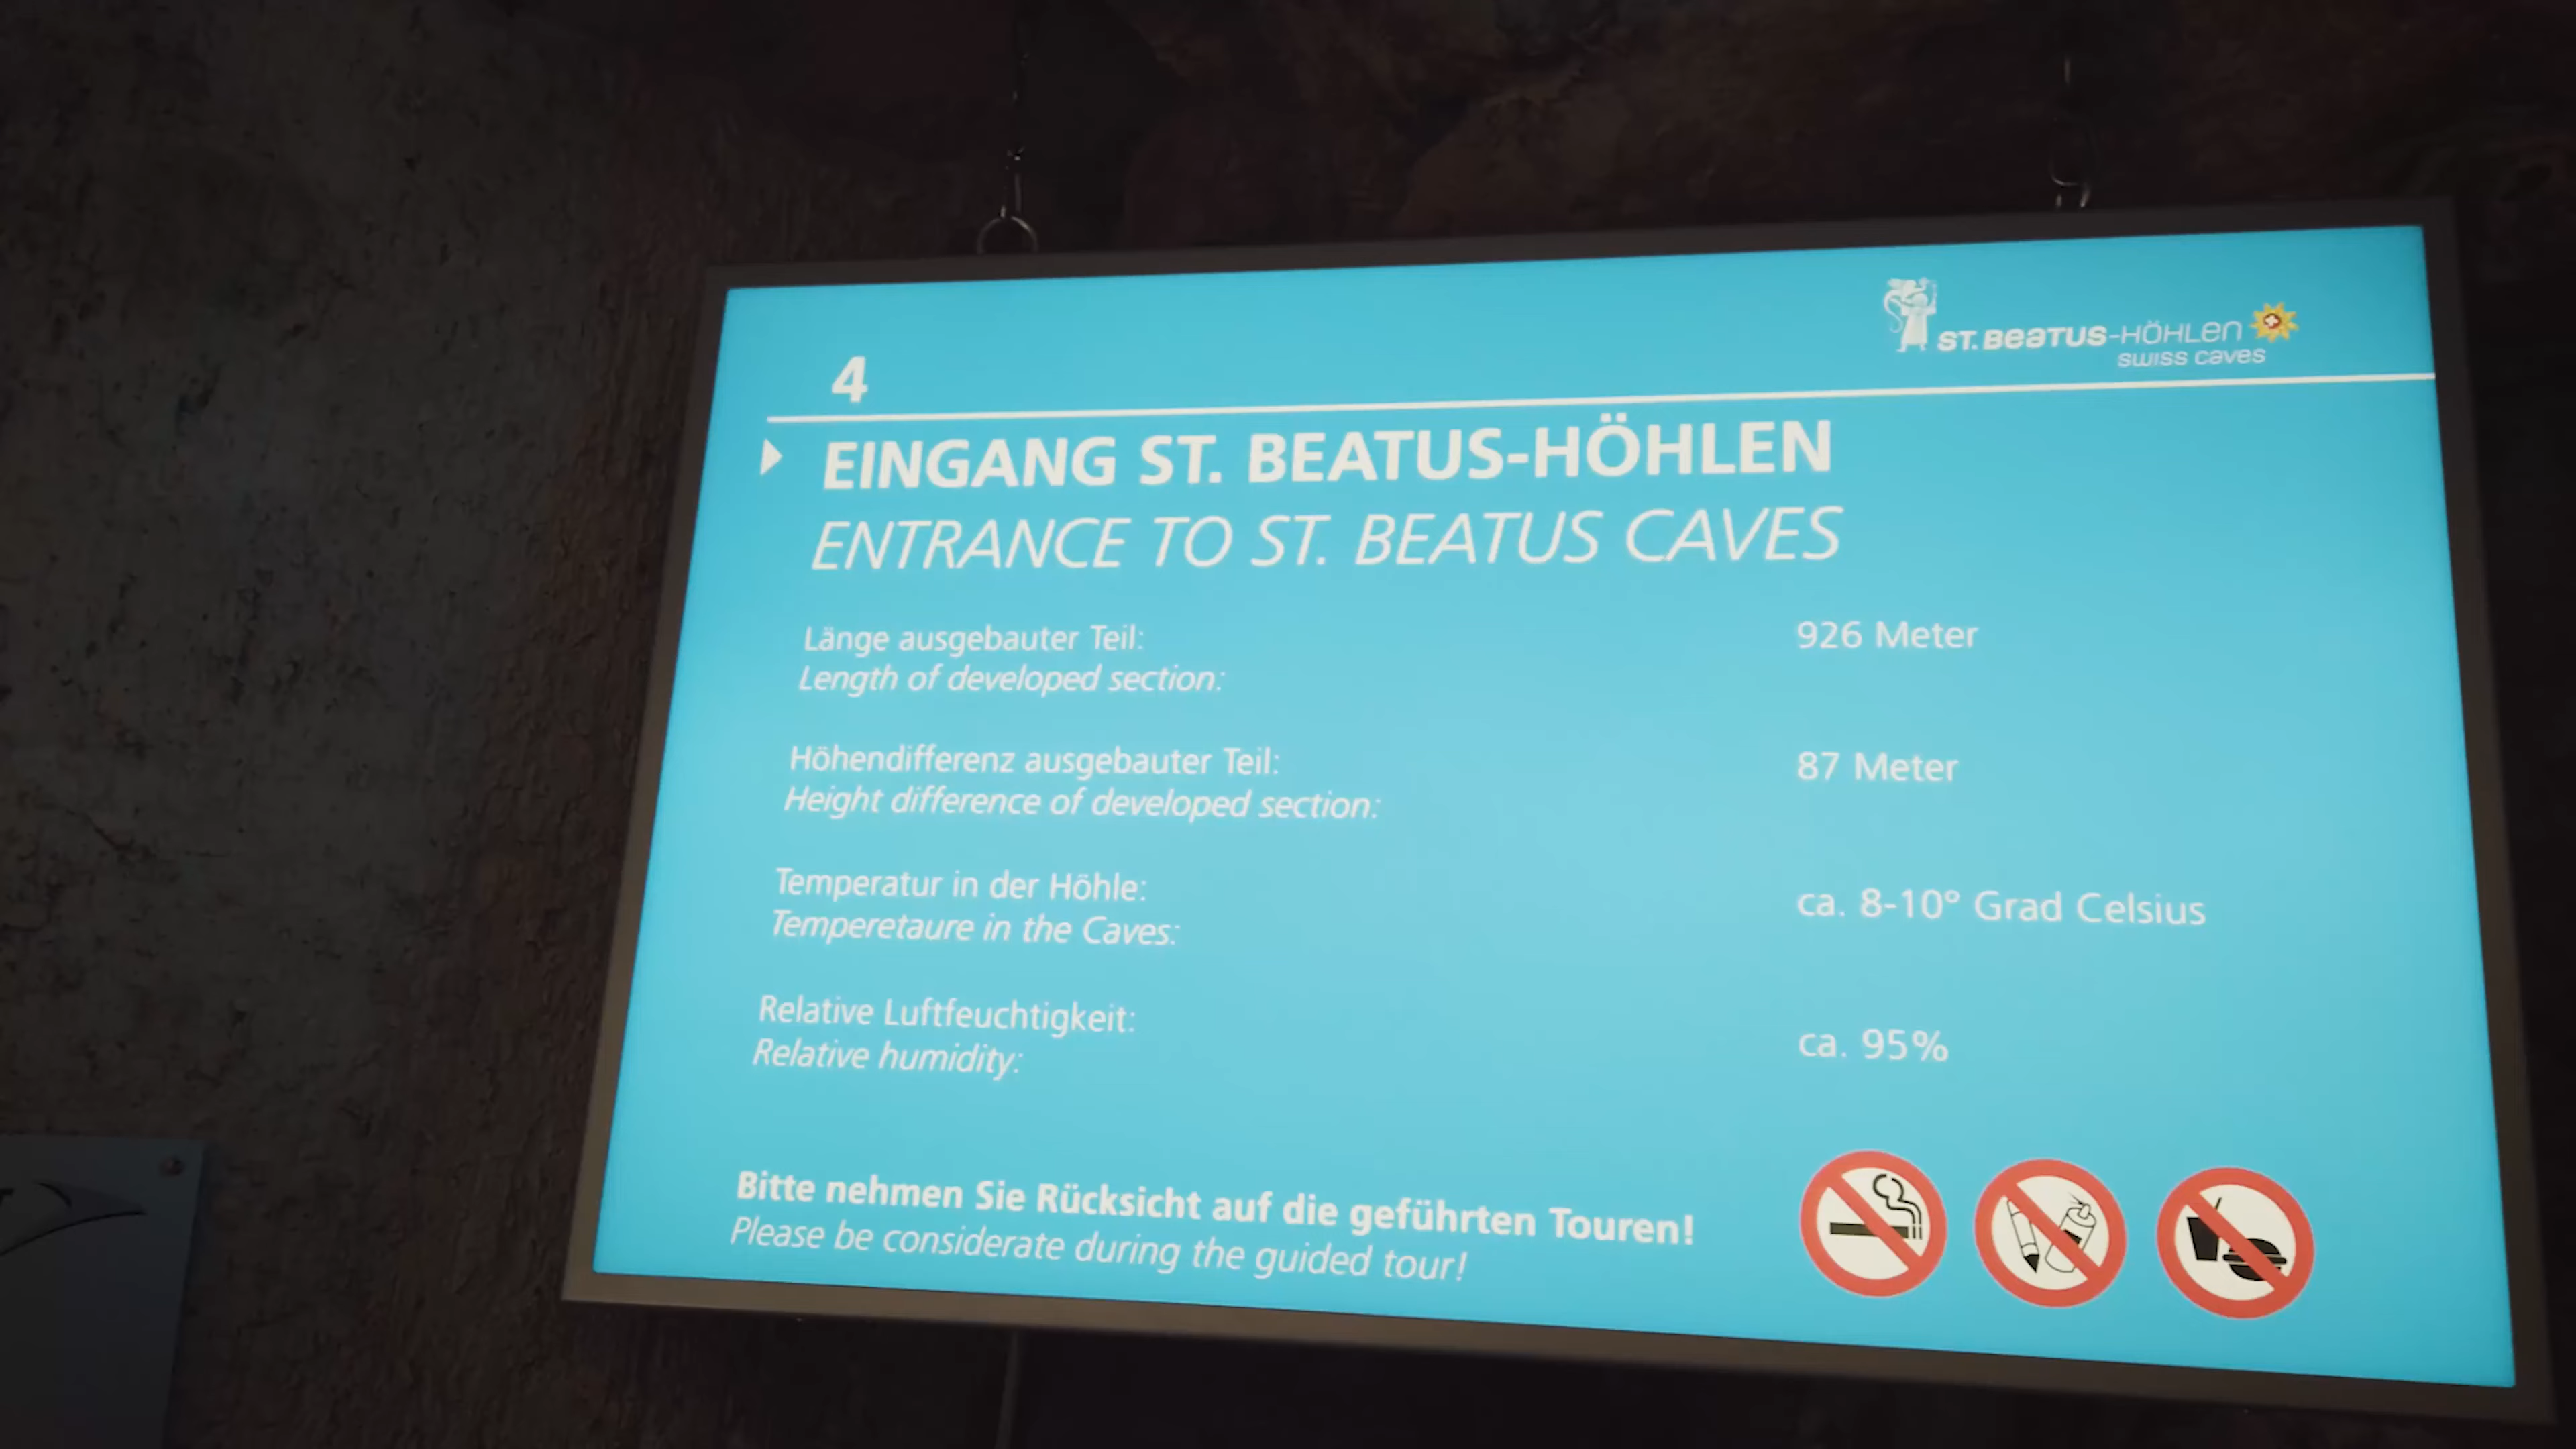 ST. BEATUS-HÖHLEN
SWISS CAVES
4
EINGANG ST. BEATUS-HÖHLEN
ENTRANCE TO ST. BEATUS CAVES
Länge ausgebauter Teil: 926 Meter
Length of developed section:
Höhendifferenz ausgebauter Teil: 87 Meter
Height difference of developed section:
Temperatur in der Höhle: ca. 8-10° Grad Celsius
Temperetaure in the Caves:
Relative Luftfeuchtigkeit: ca. 95%
Relative humidity:
Bitte nehmen Sie Rücksicht auf die geführten Touren!
Please be considerate during the guided tour!